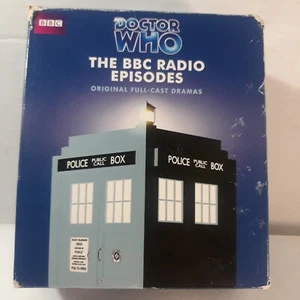 BBC
DOCTOR
WHO
THE BBC RADIO
EPISODES
ORIGINAL FULL-CAST DRAMAS
POLICE PUBLIC CALL BOX
POLICE PUBLIC CALL BOX